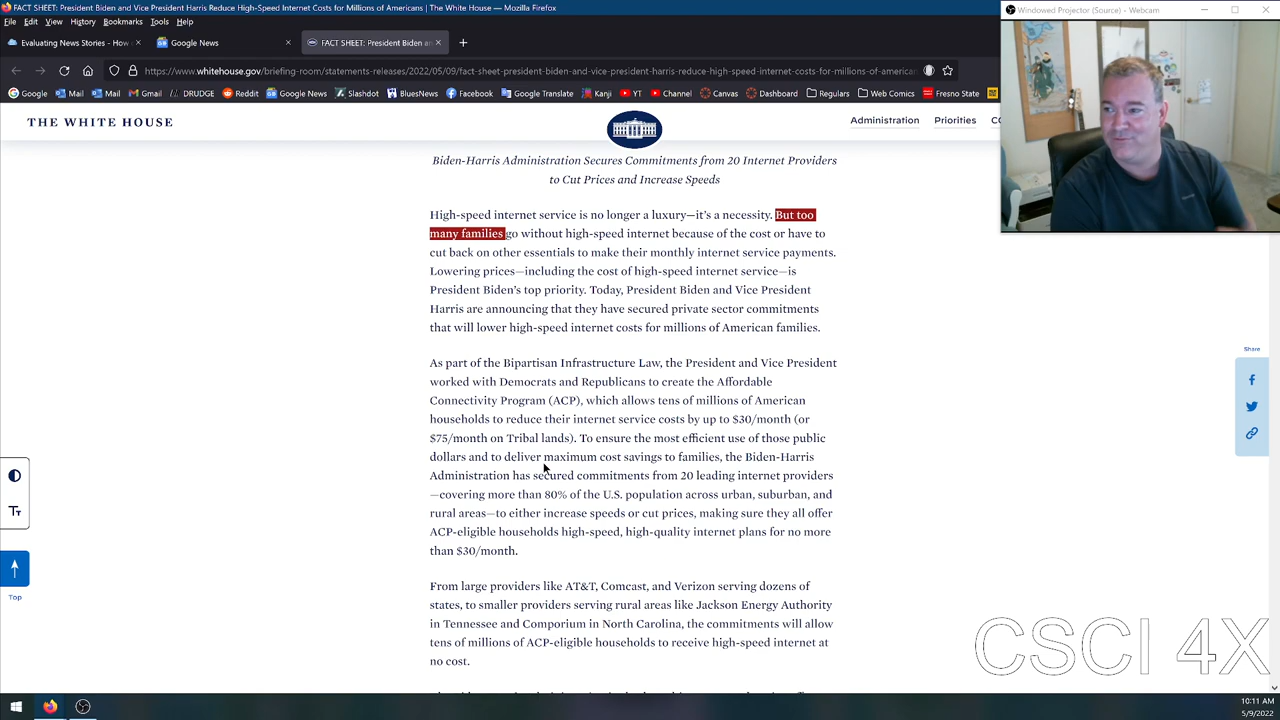 FACT SHEET: President Biden and Vice President Harris Reduce High-Speed Internet Costs for Millions of Americans | The White House — Mozilla Firefox
Windowed Projector (Source) - Webcam
File Edit View History Bookmarks Tools Help
Evaluating News Stories - How
Google News
FACT SHEET: President Biden an
https://www.whitehouse.gov/briefing-room/statements-releases/2022/05/09/fact-sheet-president-biden-and-vice-president-harris-reduce-high-speed-internet-costs-for-millions-of-american
Google Mail Mail Gmail DRUDGE Reddit Google News Slashdot BluesNews Facebook Google Translate Kanji YT Channel Canvas Dashboard Regulars Web Comics Fresno State
THE WHITE HOUSE
Administration Priorities
Biden-Harris Administration Secures Commitments from 20 Internet Providers
to Cut Prices and Increase Speeds
High-speed internet service is no longer a luxury—it's a necessity. But too
many families go without high-speed internet because of the cost or have to
cut back on other essentials to make their monthly internet service payments.
Lowering prices—including the cost of high-speed internet service—is
President Biden's top priority. Today, President Biden and Vice President
Harris are announcing that they have secured private sector commitments
that will lower high-speed internet costs for millions of American families.
As part of the Bipartisan Infrastructure Law, the President and Vice President
worked with Democrats and Republicans to create the Affordable
Connectivity Program (ACP), which allows tens of millions of American
households to reduce their internet service costs by up to $30/month (or
$75/month on Tribal lands). To ensure the most efficient use of those public
dollars and to deliver maximum cost savings to families, the Biden-Harris
Administration has secured commitments from 20 leading internet providers
—covering more than 80% of the U.S. population across urban, suburban, and
rural areas—to either increase speeds or cut prices, making sure they all offer
ACP-eligible households high-speed, high-quality internet plans for no more
than $30/month.
From large providers like AT&T, Comcast, and Verizon serving dozens of
states, to smaller providers serving rural areas like Jackson Energy Authority
in Tennessee and Comporium in North Carolina, the commitments will allow
tens of millions of ACP-eligible households to receive high-speed internet at
no cost.
Share
Tт
Top
CSCI 4X
10:11 AM
5/9/2022